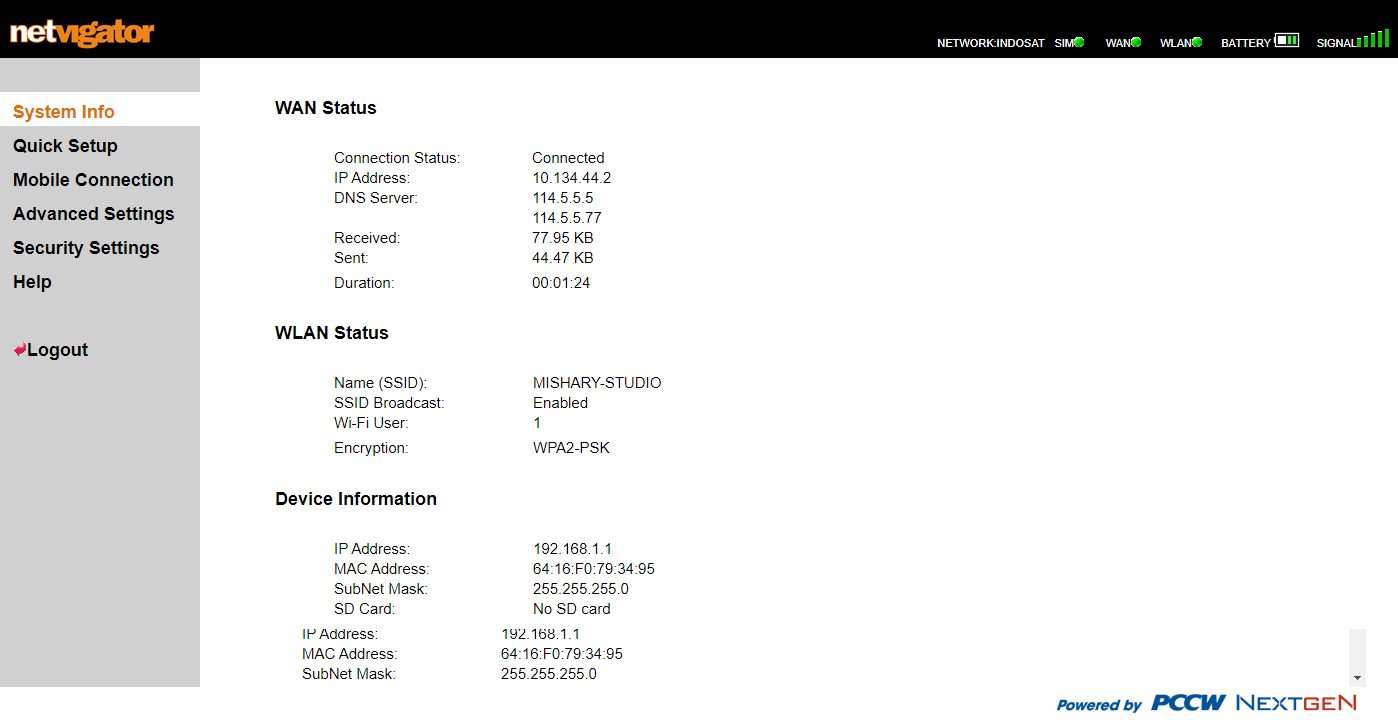 netvigator
NETWORK:INDOSAT SIM WAN WLAN BATTERY SIGNAL
System Info
Quick Setup
Mobile Connection
Advanced Settings
Security Settings
Help
Logout
WAN Status
Connection Status: Connected
IP Address: 10.134.44.2
DNS Server: 114.5.5.5
114.5.5.77
Received: 77.95 KB
Sent: 44.47 KB
Duration: 00:01:24
WLAN Status
Name (SSID): MISHARY-STUDIO
SSID Broadcast: Enabled
Wi-Fi User: 1
Encryption: WPA2-PSK
Device Information
IP Address: 192.168.1.1
MAC Address: 64:16:F0:79:34:95
SubNet Mask: 255.255.255.0
SD Card: No SD card
IP Address: 192.168.1.1
MAC Address: 64:16:F0:79:34:95
SubNet Mask: 255.255.255.0
Powered by PCCW NEXTGEN